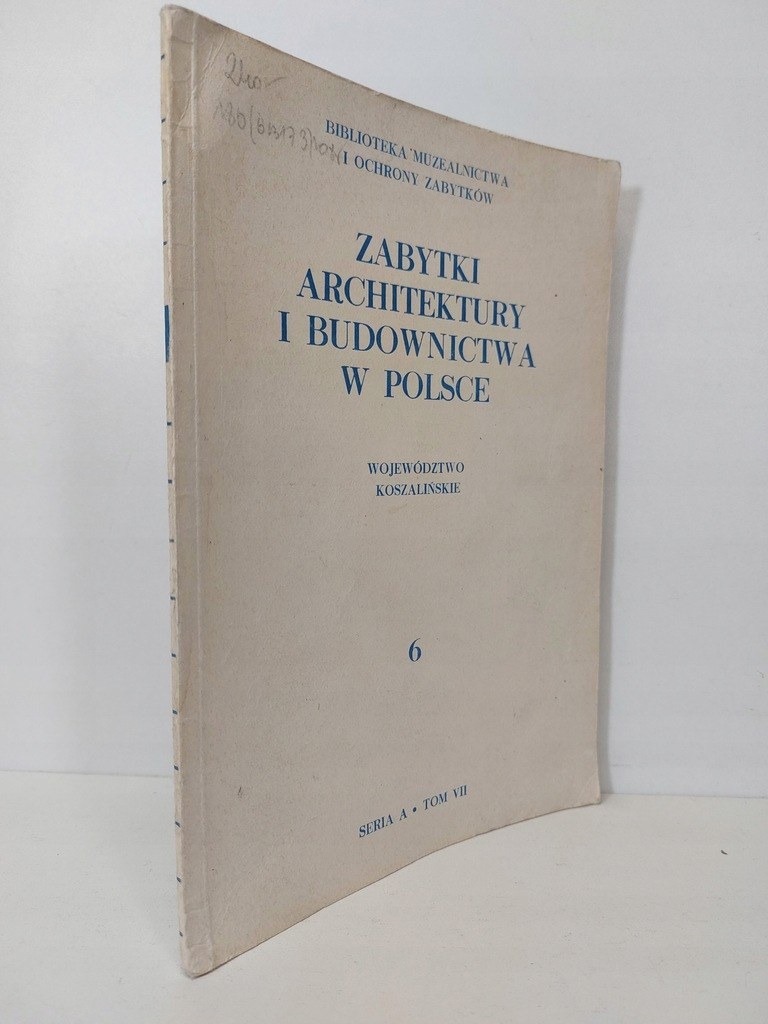 BIBLIOTEKA MUZEALNICTWA
I OCHRONY ZABYTKÓW
ZABYTKI
ARCHITEKTURY
I BUDOWNICTWA
W POLSCE
WOJEWÓDZTWO
KOSZALIŃSKIE
6
SERIA A • TOM VII